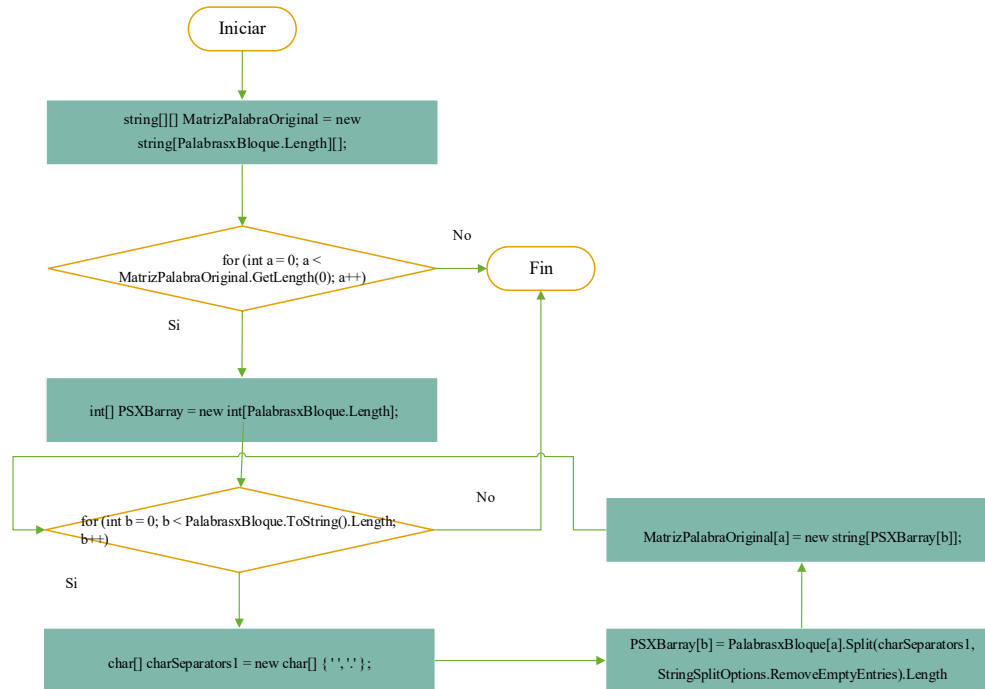 Iniciar
string[][] MatrizPalabraOriginal = new
string[PalabrasxBloque.Length][];
No
for (int a = 0; a <
MatrizPalabraOriginal.GetLength(0); a++)
Fin
Si
int[] PSXBarray = new int[PalabrasxBloque.Length];
No
for (int b = 0; b < PalabrasxBloque.ToString().Length;
b++)
MatrizPalabraOriginal[a] = new string[PSXBarray[b]];
Si
char[] charSeparators1 = new char[] { ' ','.' };
PSXBarray[b] = PalabrasxBloque[a].Split(charSeparators1,
StringSplitOptions.RemoveEmptyEntries).Length